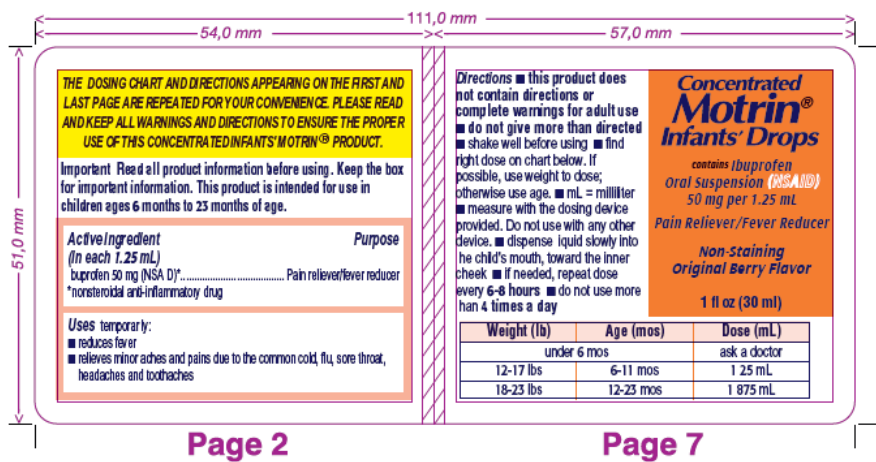 111,0 mm
54,0 mm
57,0 mm
51,0 mm
THE DOSING CHART AND DIRECTIONS APPEARING ON THE FIRST AND
LAST PAGE ARE REPEATED FOR YOUR CONVENIENCE. PLEASE READ
AND KEEP ALL WARNINGS AND DIRECTIONS TO ENSURE THE PROPER
USE OF THIS CONCENTRATED INFANTS' MOTRIN® PRODUCT.
Important Read all product information before using. Keep the box
for important information. This product is intended for use in
children ages 6 months to 23 months of age.
Active Ingredient Purpose
(in each 1.25 mL)
buprofen 50 mg (NSA D)*.................................... Pain reliever/fever reducer
*nonsteroidal anti-inflammatory drug
Uses temporarily:
■ reduces fever
■ relieves minor aches and pains due to the common cold, flu, sore throat,
headaches and toothaches
Page 2
Directions ■ this product does
not contain directions or
complete warnings for adult use
■ do not give more than directed
■ shake well before using ■ find
right dose on chart below. If
possible, use weight to dose;
otherwise use age. ■ mL = milliliter
■ measure with the dosing device
provided. Do not use with any other
device. ■ dispense iquid slowly into
he child's mouth, toward the inner
cheek ■ if needed, repeat dose
every 6-8 hours ■ do not use more
han 4 times a day
Concentrated
Motrin®
Infants' Drops
contains Ibuprofen
Oral Suspension (NSAID)
50 mg per 1.25 mL
Pain Reliever/Fever Reducer
Non-Staining
Original Berry Flavor
1 fl oz (30 ml)
Weight (lb) Age (mos) Dose (mL)
under 6 mos ask a doctor
12-17 lbs 6-11 mos 1 25 mL
18-23 lbs 12-23 mos 1 875 mL
Page 7